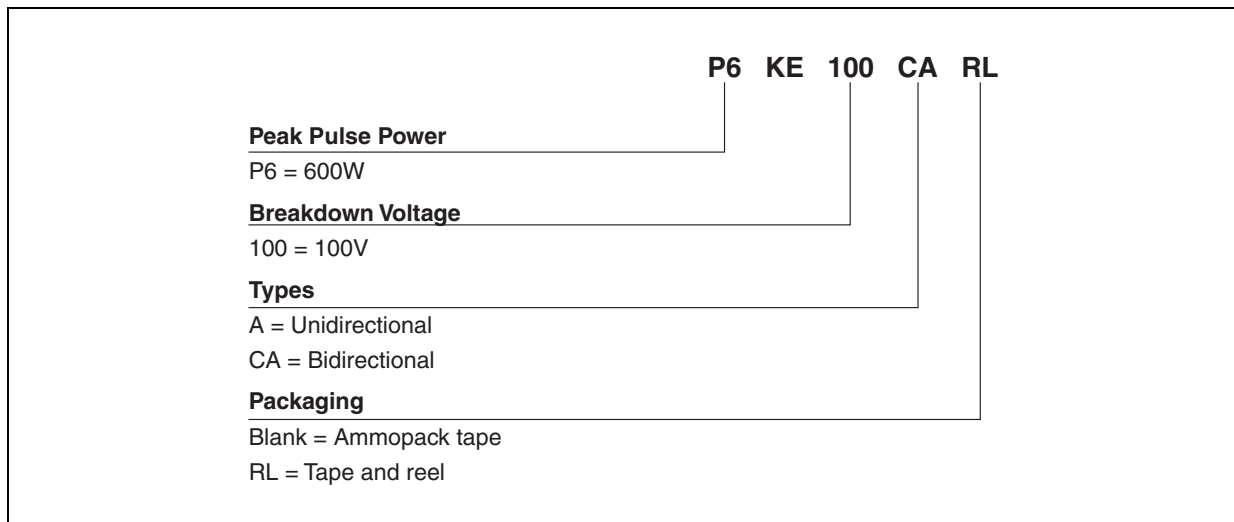 P6 KE 100 CA RL
Peak Pulse Power
P6 = 600W
Breakdown Voltage
100 = 100V
Types
A = Unidirectional
CA = Bidirectional
Packaging
Blank = Ammopack tape
RL = Tape and reel